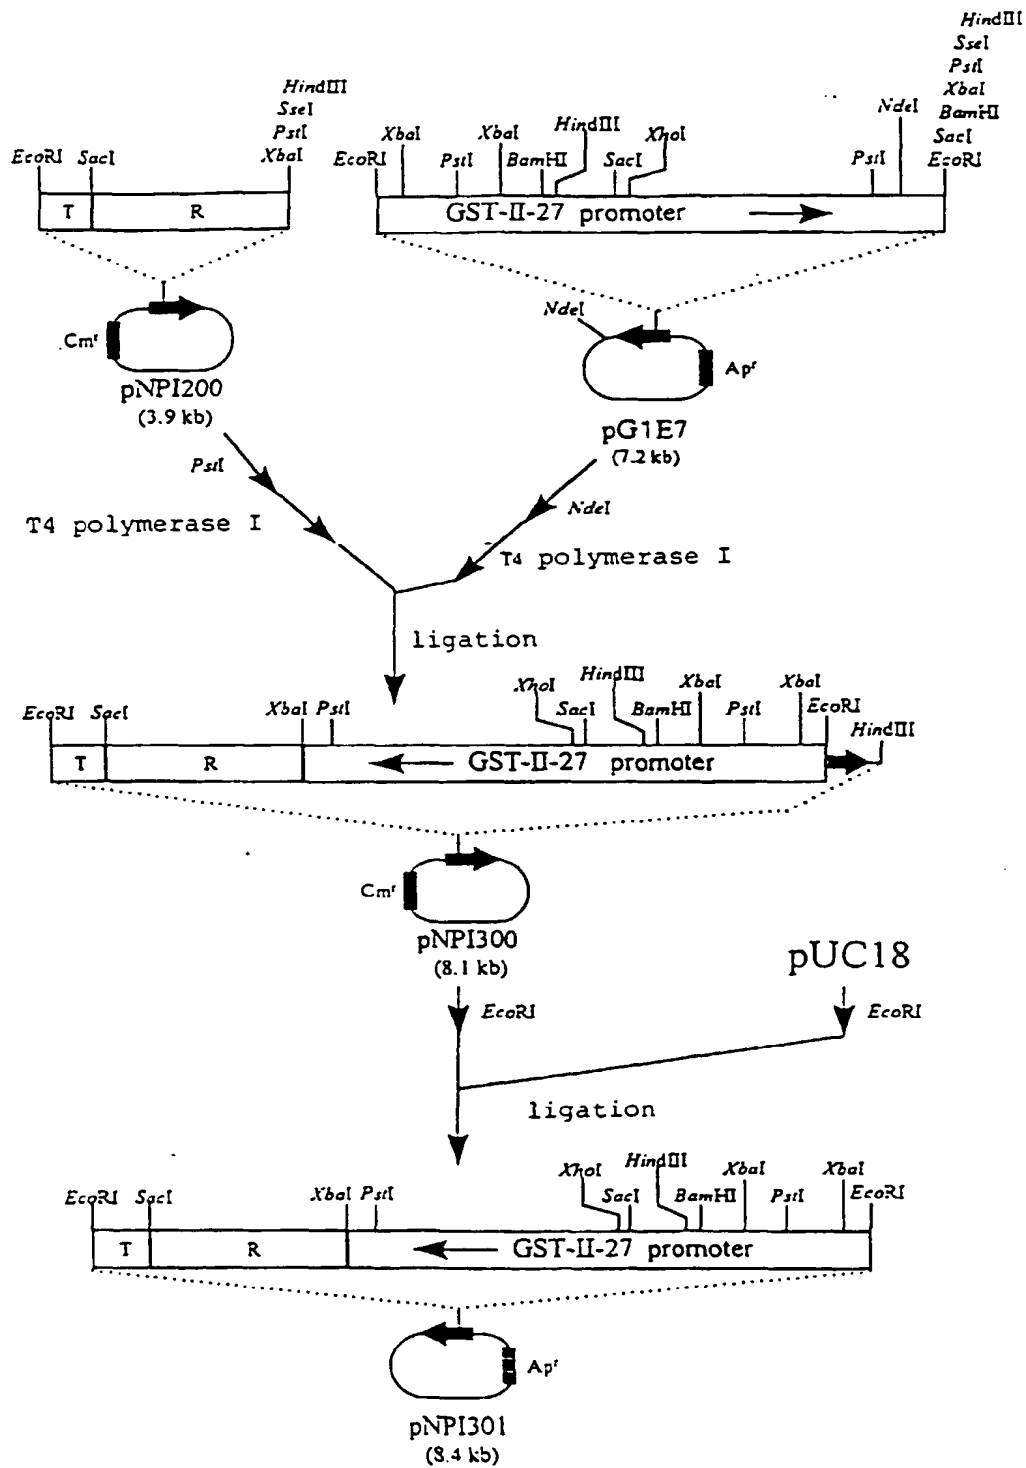 HindIII
SseI
PstI
XbaI
BamHI
SacI
EcoRI
NdeI
PstI
HindIII
SseI
PstI
XbaI
EcoRI SacI
T R
EcoRI XbaI PstI XbaI BamHI HindIII SacI XhoI
GST-II-27 promoter
Cmr
pNPI200
(3.9 kb)
NdeI
Apr
pG1E7
(7.2 kb)
PstI
T4 polymerase I
NdeI
T4 polymerase I
ligation
EcoRI SacI XbaI PstI XhoI SacI HindIII BamHI XbaI PstI XbaI EcoRI HindIII
T R GST-II-27 promoter
Cmr
pNPI300
(8.1 kb)
pUC18
EcoRI
EcoRI
ligation
EcoRI SacI XbaI PstI XhoI SacI HindIII BamHI XbaI PstI XbaI EcoRI
T R GST-II-27 promoter
Apr
pNPI301
(8.4 kb)